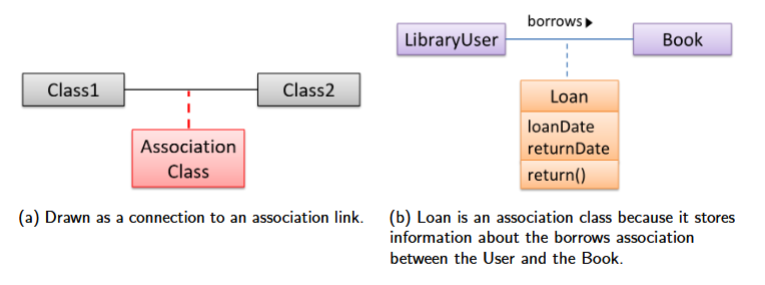 Class1
Class2
Association
Class
(a) Drawn as a connection to an association link.
borrows
LibraryUser
Book
Loan
loanDate
returnDate
return()
(b) Loan is an association class because it stores
information about the borrows association
between the User and the Book.